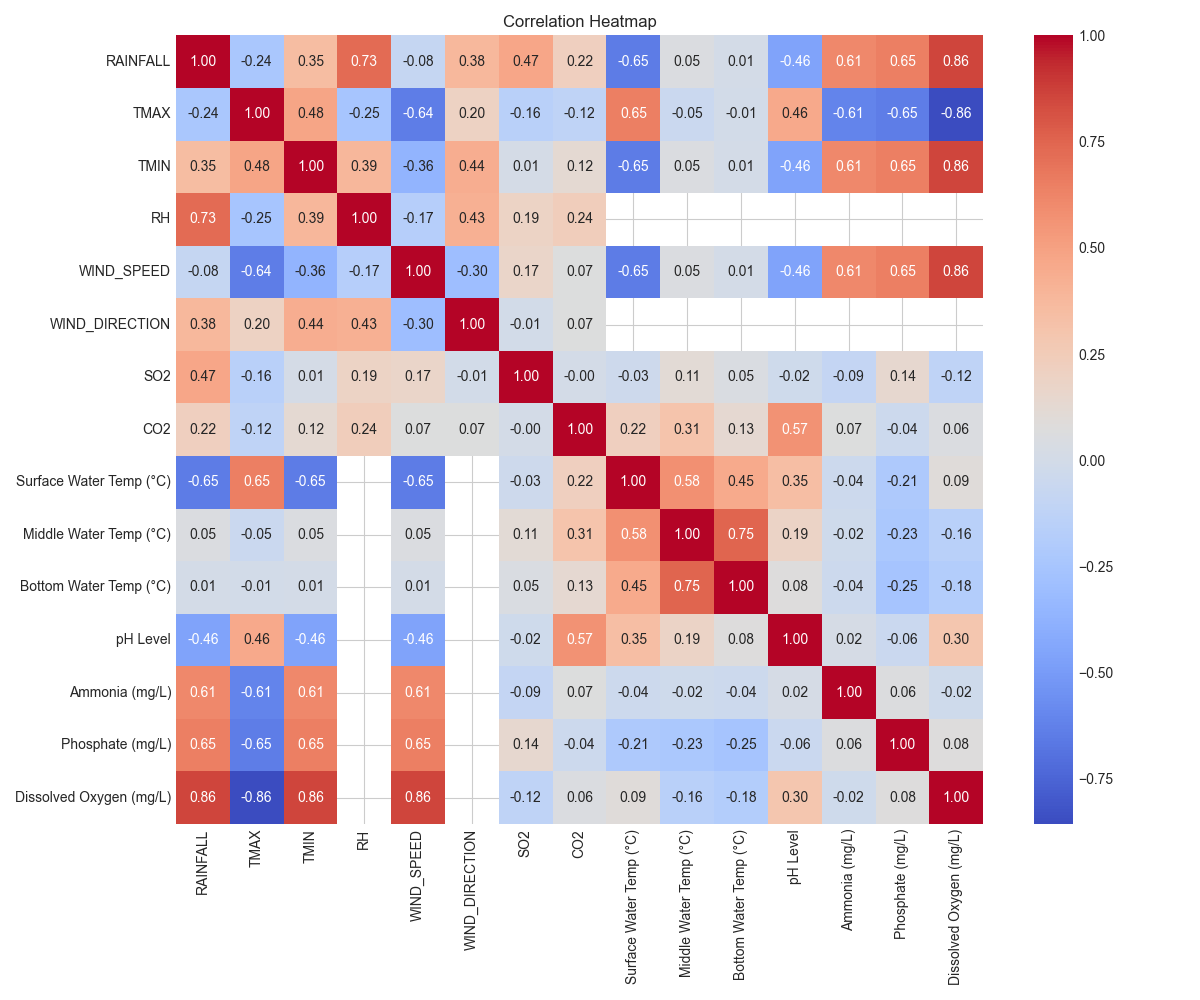 Correlation Heatmap
RAINFALL 1.00 -0.24 0.35 0.73 -0.08 0.38 0.47 0.22 -0.65 0.05 0.01 -0.46 0.61 0.65 0.86
TMAX -0.24 1.00 0.48 -0.25 -0.64 0.20 -0.16 -0.12 0.65 -0.05 -0.01 0.46 -0.61 -0.65 -0.86
TMIN 0.35 0.48 1.00 0.39 -0.36 0.44 0.01 0.12 -0.65 0.05 0.01 -0.46 0.61 0.65 0.86
RH 0.73 -0.25 0.39 1.00 -0.17 0.43 0.19 0.24
WIND_SPEED -0.08 -0.64 -0.36 -0.17 1.00 -0.30 0.17 0.07 -0.65 0.05 0.01 -0.46 0.61 0.65 0.86
WIND_DIRECTION 0.38 0.20 0.44 0.43 -0.30 1.00 -0.01 0.07
SO2 0.47 -0.16 0.01 0.19 0.17 -0.01 1.00 -0.00 -0.03 0.11 0.05 -0.02 -0.09 0.14 -0.12
CO2 0.22 -0.12 0.12 0.24 0.07 0.07 -0.00 1.00 0.22 0.31 0.13 0.57 0.07 -0.04 0.06
Surface Water Temp (°C) -0.65 0.65 -0.65 -0.65 -0.03 0.22 1.00 0.58 0.45 0.35 -0.04 -0.21 0.09
Middle Water Temp (°C) 0.05 -0.05 0.05 0.05 0.11 0.31 0.58 1.00 0.75 0.19 -0.02 -0.23 -0.16
Bottom Water Temp (°C) 0.01 -0.01 0.01 0.01 0.05 0.13 0.45 0.75 1.00 0.08 -0.04 -0.25 -0.18
pH Level -0.46 0.46 -0.46 -0.46 -0.02 0.57 0.35 0.19 0.08 1.00 0.02 -0.06 0.30
Ammonia (mg/L) 0.61 -0.61 0.61 0.61 -0.09 0.07 -0.04 -0.02 -0.04 0.02 1.00 0.06 -0.02
Phosphate (mg/L) 0.65 -0.65 0.65 0.65 0.14 -0.04 -0.21 -0.23 -0.25 -0.06 0.06 1.00 0.08
Dissolved Oxygen (mg/L) 0.86 -0.86 0.86 0.86 -0.12 0.06 0.09 -0.16 -0.18 0.30 -0.02 0.08 1.00
RAINFALL
TMAX
TMIN
RH
WIND_SPEED
WIND_DIRECTION
SO2
CO2
Surface Water Temp (°C)
Middle Water Temp (°C)
Bottom Water Temp (°C)
pH Level
Ammonia (mg/L)
Phosphate (mg/L)
Dissolved Oxygen (mg/L)
1.00
0.75
0.50
0.25
0.00
−0.25
−0.50
−0.75